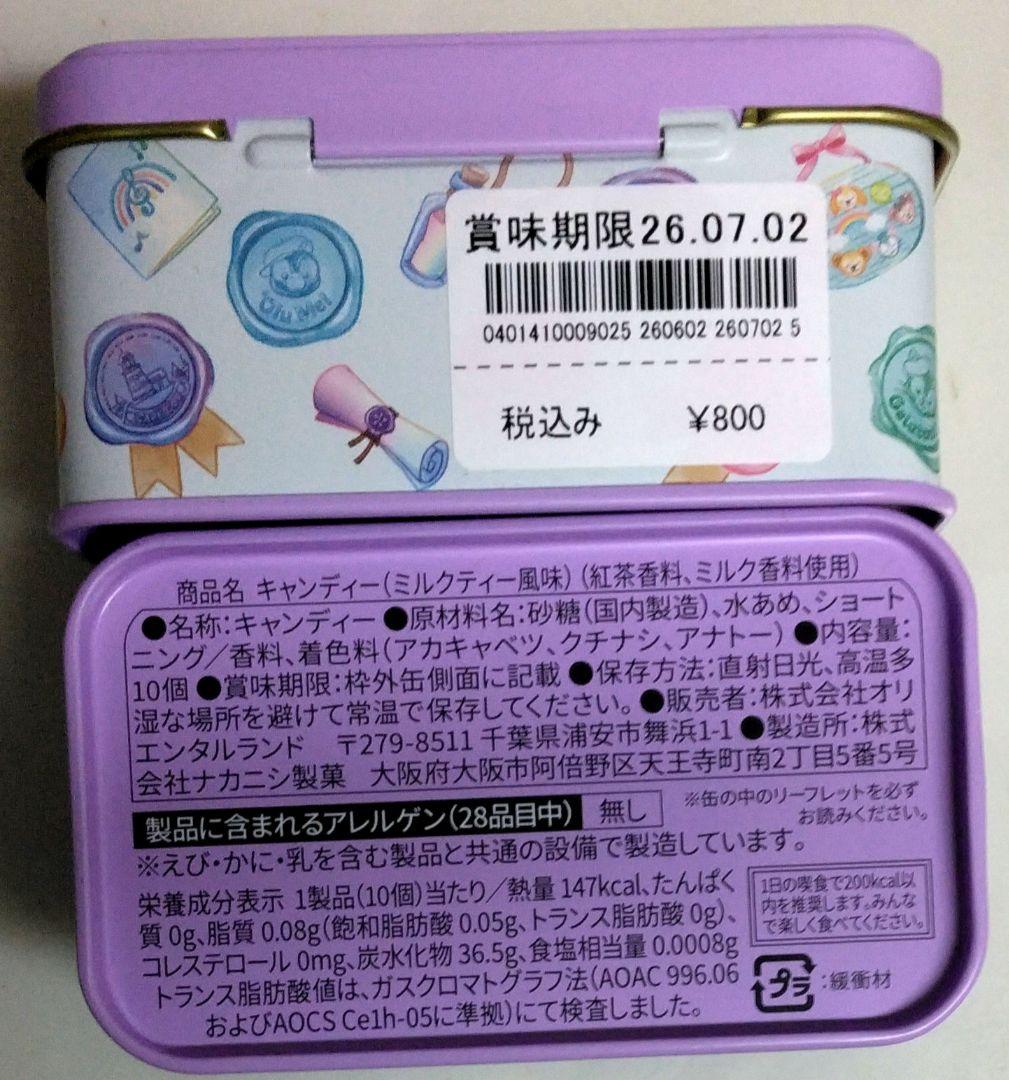 賞味期限26.07.02
0401410009025 260602 260702 5
税込み ¥800
'Olu Mel
商品名 キャンディー(ミルクティー風味)(紅茶香料、ミルク香料使用)
●名称:キャンディー ●原材料名:砂糖(国内製造)、水あめ、ショート
ニング/香料、着色料(アカキャベツ、クチナシ、アナトー) ●内容量:
10個 ●賞味期限:枠外缶側面に記載 ●保存方法:直射日光、高温多
湿な場所を避けて常温で保存してください。 ●販売者:株式会社オリ
エンタルランド 〒279-8511 千葉県浦安市舞浜1-1 ●製造所:株式
会社ナカニシ製菓 大阪府大阪市阿倍野区天王寺町南2丁目5番5号
製品に含まれるアレルゲン(28品目中) 無し
※缶の中のリーフレットを必ず
お読みください。
※えび・かに・乳を含む製品と共通の設備で製造しています。
栄養成分表示 1製品(10個)当たり/熱量 147kcal、たんぱく
質 0g、脂質 0.08g(飽和脂肪酸 0.05g、トランス脂肪酸 0g)、
コレステロール 0mg、炭水化物 36.5g、食塩相当量 0.0008g
トランス脂肪酸値は、ガスクロマトグラフ法(AOAC 996.06
およびAOCS Ce1h-05に準拠)にて検査しました。
1日の喫食で200kcal以
内を推奨します。みんな
で楽しく食べてください。
プラ :緩衝材